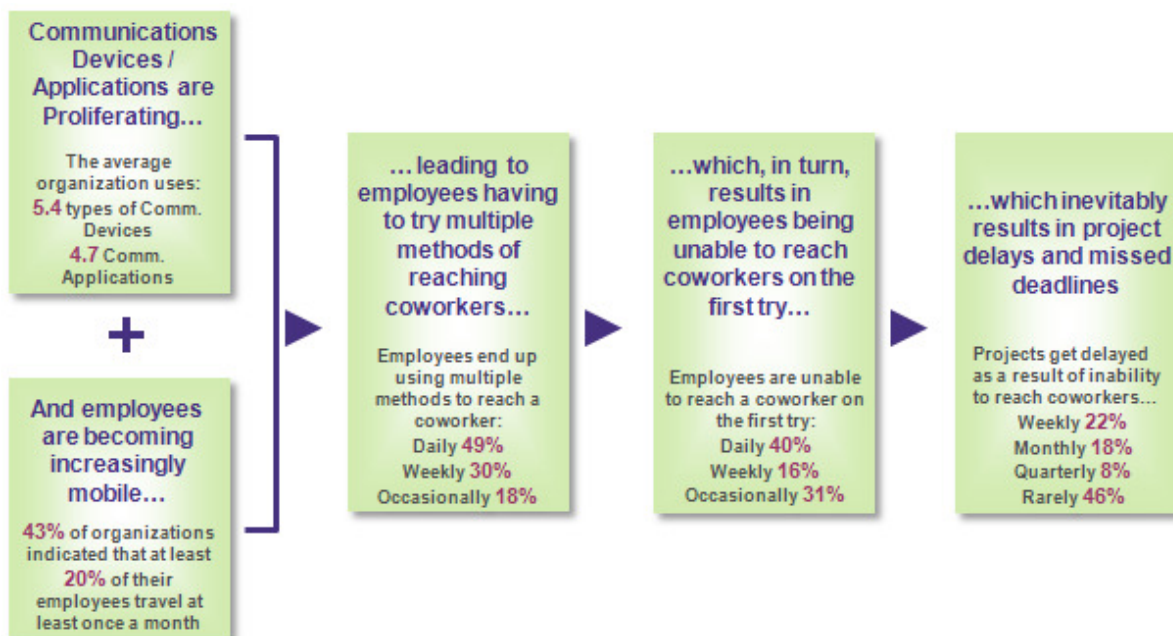 Communications
Devices /
Applications are
Proliferating…
The average
organization uses:
5.4 types of Comm.
Devices
4.7 Comm.
Applications
+
And employees
are becoming
increasingly
mobile…
43% of organizations
indicated that at least
20% of their
employees travel at
least once a month
…leading to
employees having
to try multiple
methods of
reaching
coworkers…
Employees end up
using multiple
methods to reach a
coworker:
Daily 49%
Weekly 30%
Occasionally 18%
…which, in turn,
results in
employees being
unable to reach
coworkers on the
first try…
Employees are unable
to reach a coworker on
the first try:
Daily 40%
Weekly 16%
Occasionally 31%
…which inevitably
results in project
delays and missed
deadlines
Projects get delayed
as a result of inability
to reach coworkers…
Weekly 22%
Monthly 18%
Quarterly 8%
Rarely 46%